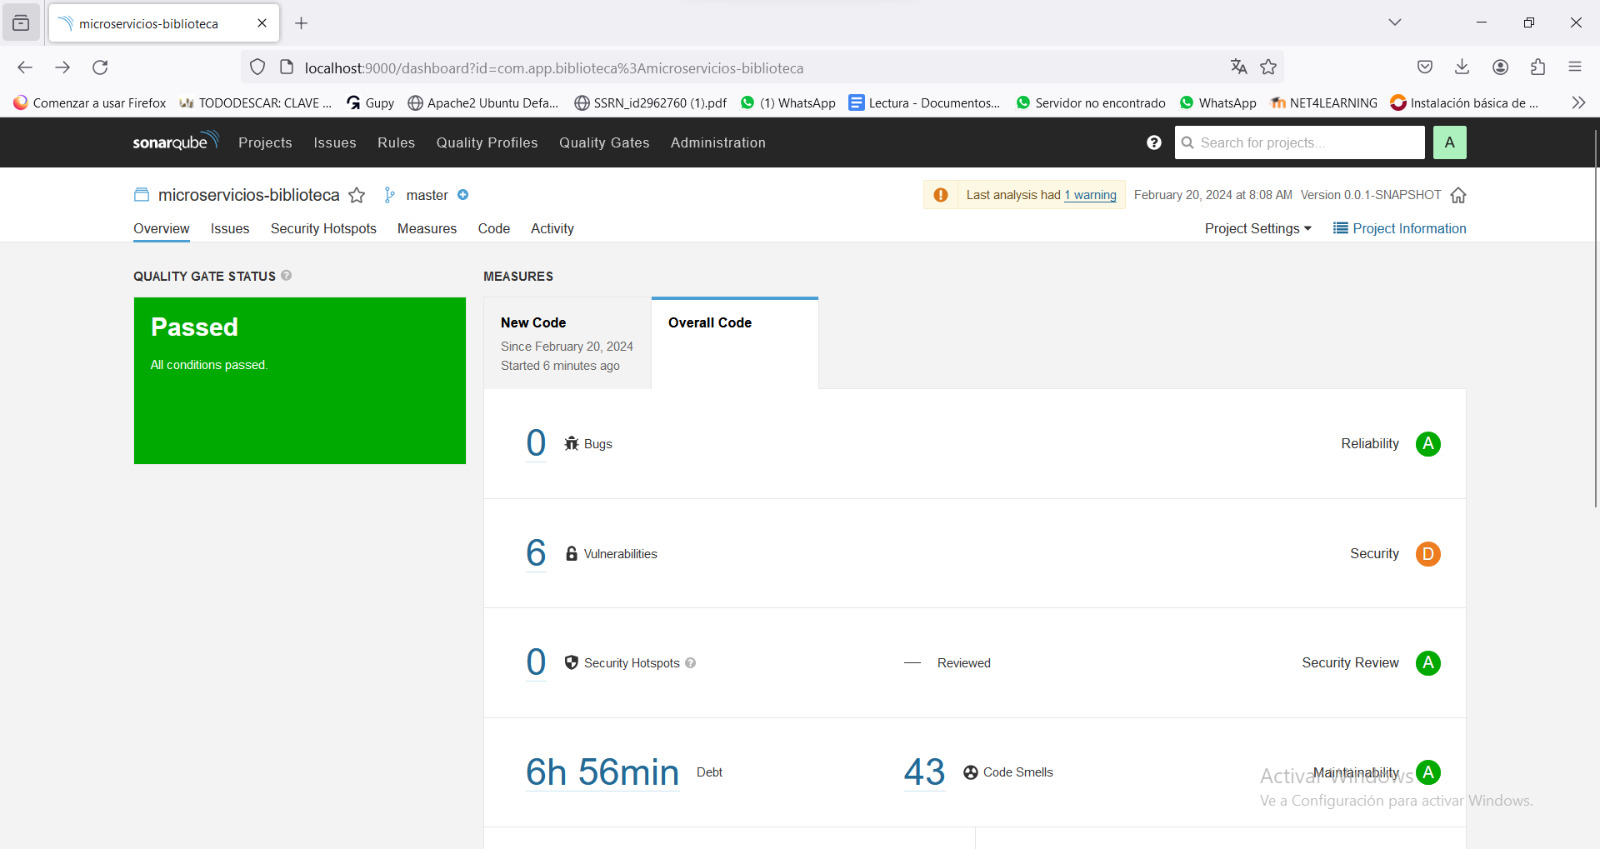 microservicios-biblioteca
localhost:9000/dashboard?id=com.app.biblioteca%3Amicroservicios-biblioteca
Comenzar a usar Firefox TODODESCAR: CLAVE ... Gupy Apache2 Ubuntu Defa... SSRN_id2962760 (1).pdf (1) WhatsApp Lectura - Documentos... Servidor no encontrado WhatsApp NET4LEARNING Instalación básica de ...
sonarqube Projects Issues Rules Quality Profiles Quality Gates Administration ? Search for projects... A
microservicios-biblioteca master Last analysis had 1 warning February 20, 2024 at 8:08 AM Version 0.0.1-SNAPSHOT
Overview Issues Security Hotspots Measures Code Activity Project Settings Project Information
QUALITY GATE STATUS ? MEASURES
Passed
All conditions passed.
New Code
Since February 20, 2024
Started 6 minutes ago
Overall Code
0 Bugs Reliability A
6 Vulnerabilities Security D
0 Security Hotspots ? — Reviewed Security Review A
6h 56min Debt 43 Code Smells Maintainability A
Activar Windows
Ve a Configuración para activar Windows.